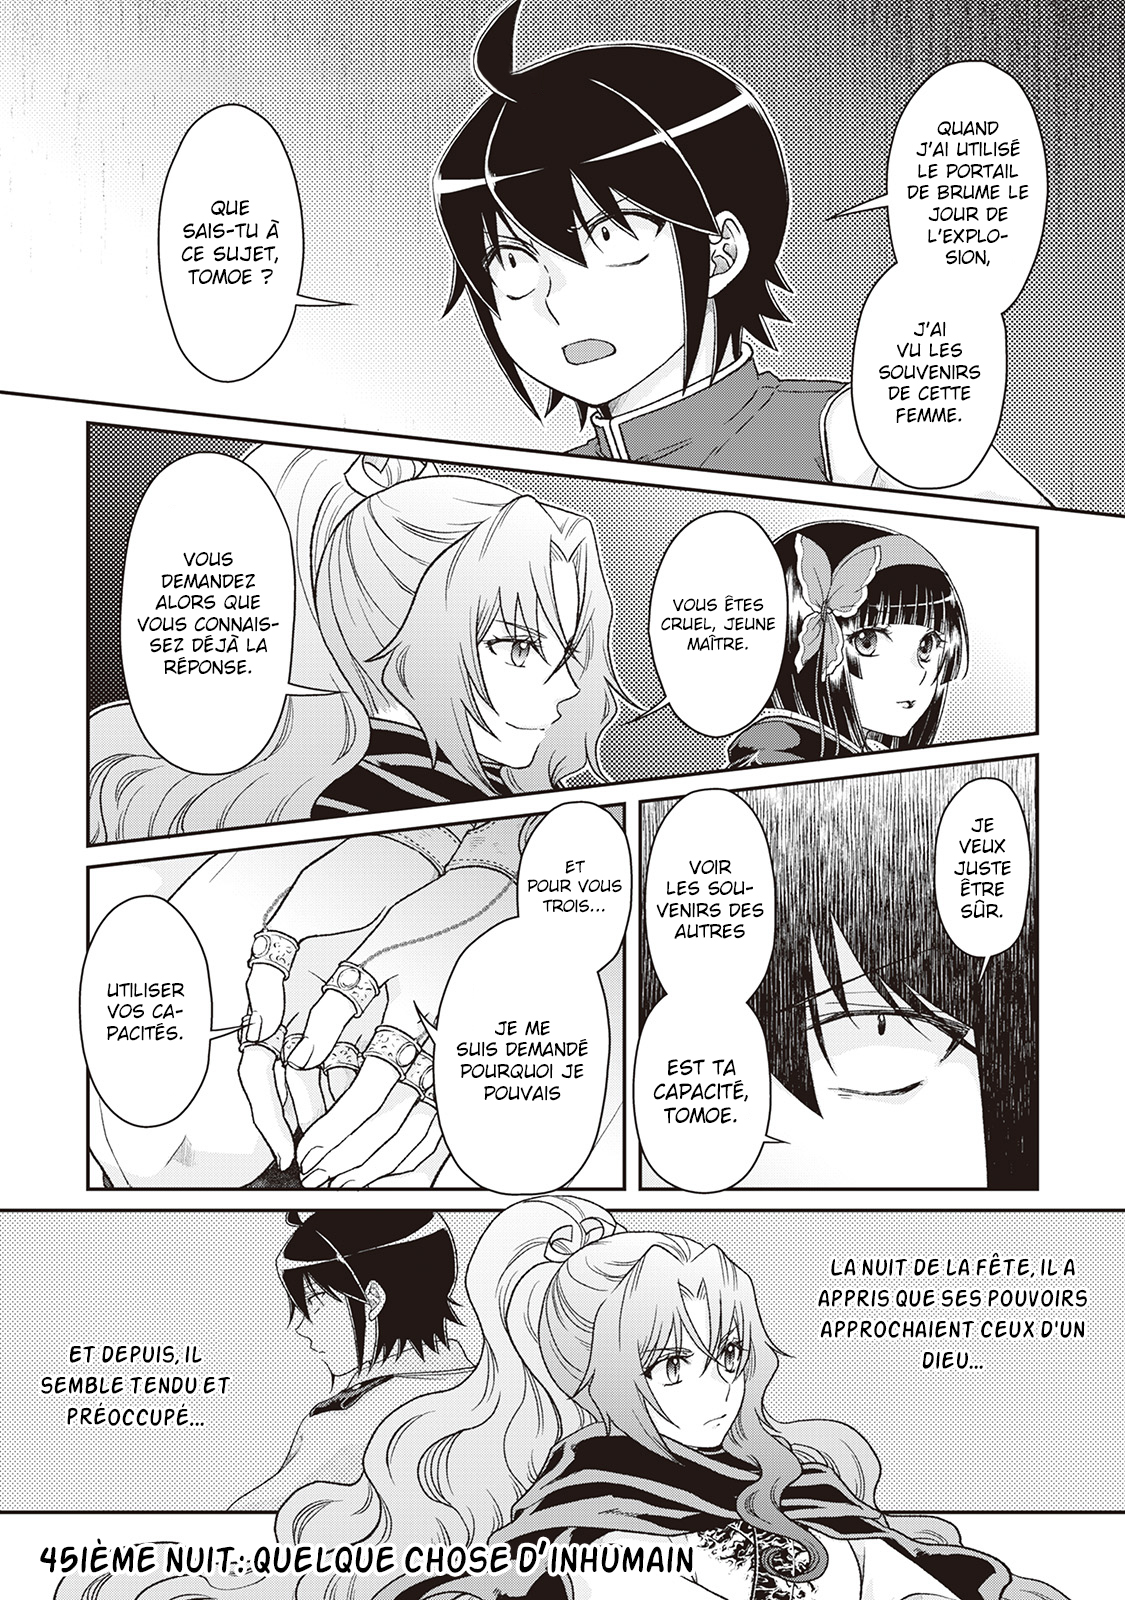 QUAND
J'AI UTILISÉ
LE PORTAIL
DE BRUME LE
JOUR DE
L'EXPLO-
SION,
J'AI
VU LES
SOUVENIRS
DE CETTE
FEMME.
QUE
SAIS-TU À
CE SUJET,
TOMOE ?
VOUS ÊTES
CRUEL, JEUNE
MAÎTRE.
VOUS
DEMANDEZ
ALORS QUE
VOUS CONNAIS-
SEZ DÉJÀ LA
RÉPONSE.
JE
VEUX
JUSTE
ÊTRE
SÛR.
VOIR
LES SOU-
VENIRS DES
AUTRES
EST TA
CAPACITÉ,
TOMOE.
ET
POUR VOUS
TROIS...
JE ME
SUIS DEMANDÉ
POURQUOI JE
POUVAIS
UTILISER
VOS CA-
PACITÉS.
LA NUIT DE LA FÊTE, IL A
APPRIS QUE SES POUVOIRS
APPROCHAIENT CEUX D'UN
DIEU...
ET DEPUIS, IL
SEMBLE TENDU ET
PRÉOCCUPÉ...
45IÈME NUIT: QUELQUE CHOSE D'INHUMAIN